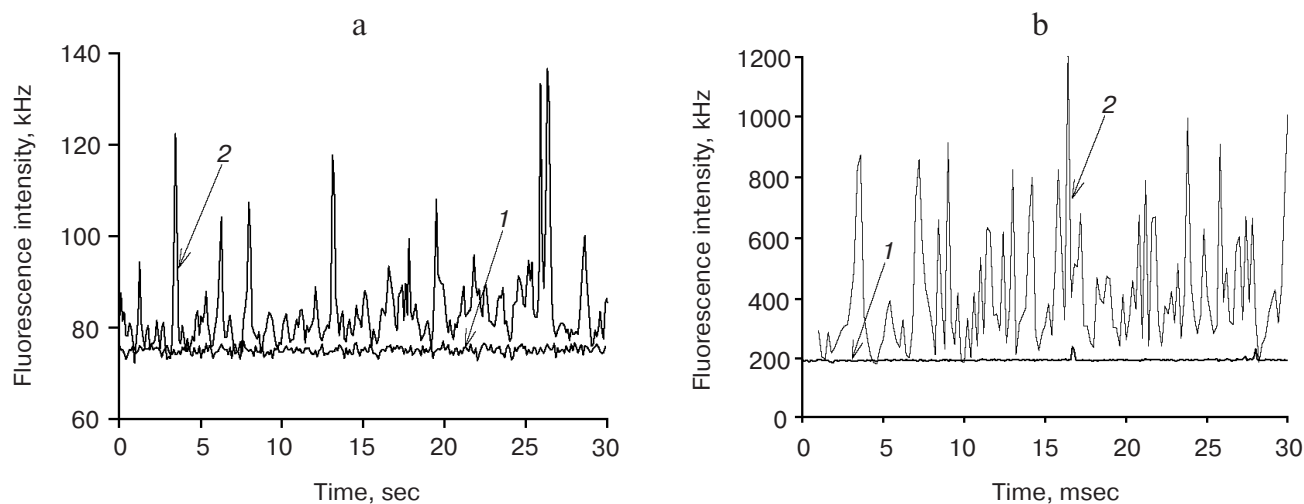 a
Fluorescence intensity, kHz
140
120
100
80
60
2
1
0 5 10 15 20 25 30
Time, sec
b
Fluorescence intensity, kHz
1200
1000
800
600
400
200
0
2
1
0 5 10 15 20 25 30
Time, msec